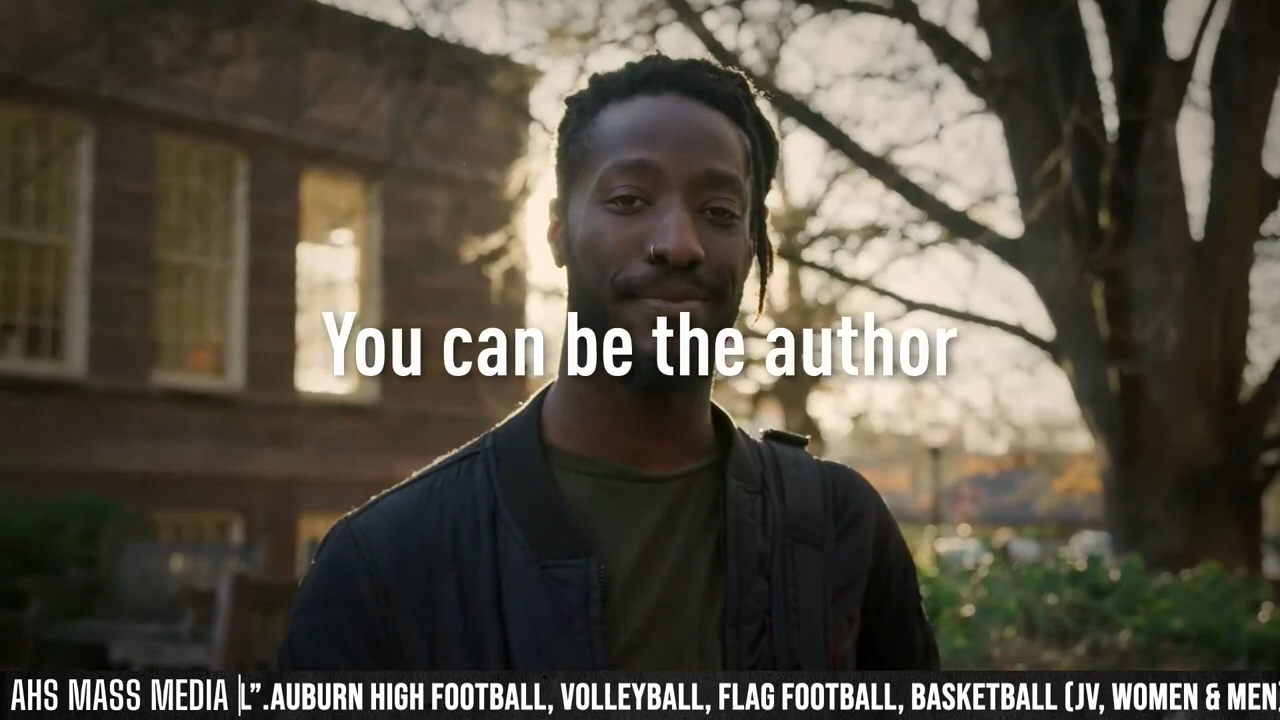 You can be the author
AHS MASS MEDIA | L".AUBURN HIGH FOOTBALL, VOLLEYBALL, FLAG FOOTBALL, BASKETBALL (JV, WOMEN & MEN)